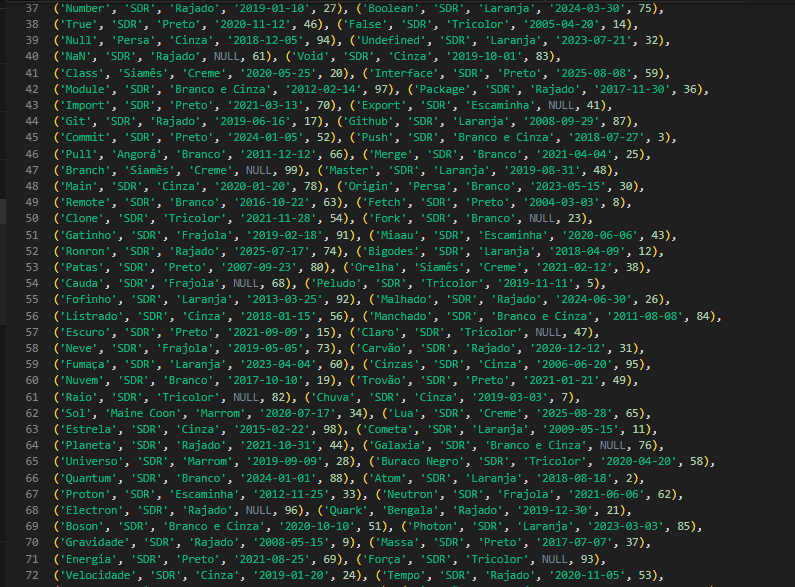 37 ('Number', 'SDR', 'Rajado', '2019-01-10', 27), ('Boolean', 'SDR', 'Laranja', '2024-03-30', 75),
38 ('True', 'SDR', 'Preto', '2020-11-12', 46), ('False', 'SDR', 'Tricolor', '2005-04-20', 14),
39 ('Null', 'Persa', 'Cinza', '2018-12-05', 94), ('Undefined', 'SDR', 'Laranja', '2023-07-21', 32),
40 ('NaN', 'SDR', 'Rajado', NULL, 61), ('Void', 'SDR', 'Cinza', '2019-10-01', 83),
41 ('Class', 'Siamês', 'Creme', '2020-05-25', 20), ('Interface', 'SDR', 'Preto', '2025-08-08', 59),
42 ('Module', 'SDR', 'Branco e Cinza', '2012-02-14', 97), ('Package', 'SDR', 'Rajado', '2017-11-30', 36),
43 ('Import', 'SDR', 'Preto', '2021-03-13', 70), ('Export', 'SDR', 'Escaminha', NULL, 41),
44 ('Git', 'SDR', 'Rajado', '2019-06-16', 17), ('Github', 'SDR', 'Laranja', '2008-09-29', 87),
45 ('Commit', 'SDR', 'Preto', '2024-01-05', 52), ('Push', 'SDR', 'Branco e Cinza', '2018-07-27', 3),
46 ('Pull', 'Angorá', 'Branco', '2011-12-12', 66), ('Merge', 'SDR', 'Branco', '2021-04-04', 25),
47 ('Branch', 'Siamês', 'Creme', NULL, 99), ('Master', 'SDR', 'Laranja', '2019-08-31', 48),
48 ('Main', 'SDR', 'Cinza', '2020-01-20', 78), ('Origin', 'Persa', 'Branco', '2023-05-15', 30),
49 ('Remote', 'SDR', 'Branco', '2016-10-22', 63), ('Fetch', 'SDR', 'Preto', '2004-03-03', 8),
50 ('Clone', 'SDR', 'Tricolor', '2021-11-28', 54), ('Fork', 'SDR', 'Branco', NULL, 23),
51 ('Gatinho', 'SDR', 'Frajola', '2019-02-18', 91), ('Miaau', 'SDR', 'Escaminha', '2020-06-06', 43),
52 ('Ronron', 'SDR', 'Rajado', '2025-07-17', 74), ('Bigodes', 'SDR', 'Laranja', '2018-04-09', 12),
53 ('Patas', 'SDR', 'Preto', '2007-09-23', 80), ('Orelha', 'Siamês', 'Creme', '2021-02-12', 38),
54 ('Cauda', 'SDR', 'Frajola', NULL, 68), ('Peludo', 'SDR', 'Tricolor', '2019-11-11', 5),
55 ('Fofinho', 'SDR', 'Laranja', '2013-03-25', 92), ('Malhado', 'SDR', 'Rajado', '2024-06-30', 26),
56 ('Listrado', 'SDR', 'Cinza', '2018-01-15', 56), ('Manchado', 'SDR', 'Branco e Cinza', '2011-08-08', 84),
57 ('Escuro', 'SDR', 'Preto', '2021-09-09', 15), ('Claro', 'SDR', 'Tricolor', NULL, 47),
58 ('Neve', 'SDR', 'Frajola', '2019-05-05', 73), ('Carvão', 'SDR', 'Rajado', '2020-12-12', 31),
59 ('Fumaça', 'SDR', 'Laranja', '2023-04-04', 60), ('Cinzas', 'SDR', 'Cinza', '2006-06-20', 95),
60 ('Nuvem', 'SDR', 'Branco', '2017-10-10', 19), ('Trovão', 'SDR', 'Preto', '2021-01-21', 49),
61 ('Raio', 'SDR', 'Tricolor', NULL, 82), ('Chuva', 'SDR', 'Cinza', '2019-03-03', 7),
62 ('Sol', 'Maine Coon', 'Marrom', '2020-07-17', 34), ('Lua', 'SDR', 'Creme', '2025-08-28', 65),
63 ('Estrela', 'SDR', 'Cinza', '2015-02-22', 98), ('Cometa', 'SDR', 'Laranja', '2009-05-15', 11),
64 ('Planeta', 'SDR', 'Rajado', '2021-10-31', 44), ('Galaxia', 'SDR', 'Branco e Cinza', NULL, 76),
65 ('Universo', 'SDR', 'Marrom', '2019-09-09', 28), ('Buraco Negro', 'SDR', 'Tricolor', '2020-04-20', 58),
66 ('Quantum', 'SDR', 'Branco', '2024-01-01', 88), ('Atom', 'SDR', 'Laranja', '2018-08-18', 2),
67 ('Proton', 'SDR', 'Escaminha', '2012-11-25', 33), ('Neutron', 'SDR', 'Frajola', '2021-06-06', 62),
68 ('Electron', 'SDR', 'Rajado', NULL, 96), ('Quark', 'Bengala', 'Rajado', '2019-12-30', 21),
69 ('Boson', 'SDR', 'Branco e Cinza', '2020-10-10', 51), ('Photon', 'SDR', 'Laranja', '2023-03-03', 85),
70 ('Gravidade', 'SDR', 'Rajado', '2008-05-15', 9), ('Massa', 'SDR', 'Preto', '2017-07-07', 37),
71 ('Energia', 'SDR', 'Preto', '2021-08-25', 69), ('Força', 'SDR', 'Tricolor', NULL, 93),
72 ('Velocidade', 'SDR', 'Cinza', '2019-01-20', 24), ('Tempo', 'SDR', 'Rajado', '2020-11-05', 53),